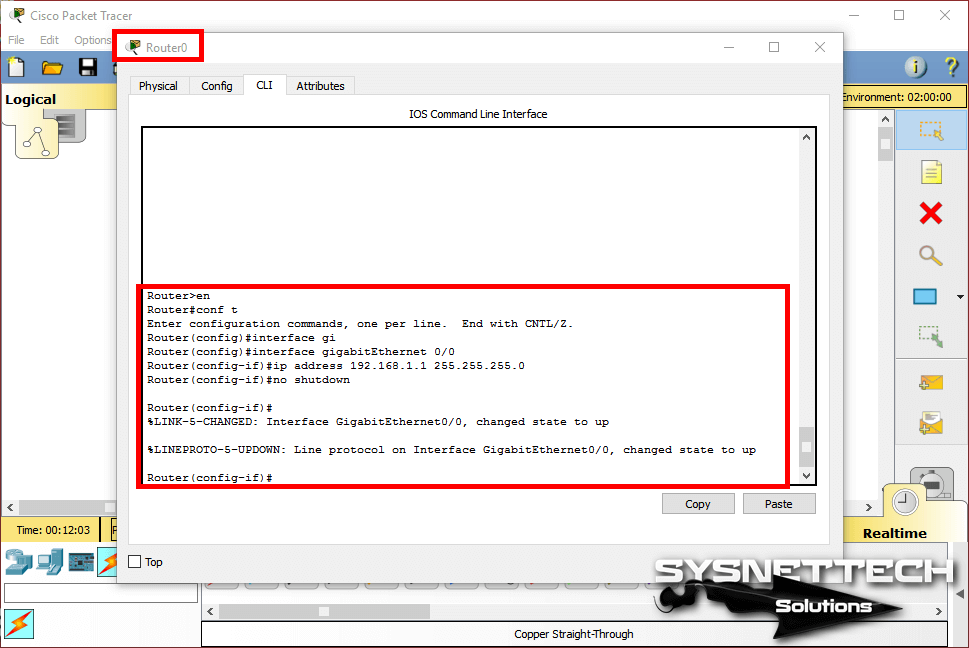 Cisco Packet Tracer
File Edit Options
Router0
Physical Config CLI Attributes
Logical
Environment: 02:00:00
IOS Command Line Interface
Router>en
Router#conf t
Enter configuration commands, one per line.  End with CNTL/Z.
Router(config)#interface gi
Router(config)#interface gigabitEthernet 0/0
Router(config-if)#ip address 192.168.1.1 255.255.255.0
Router(config-if)#no shutdown
Router(config-if)#
%LINK-5-CHANGED: Interface GigabitEthernet0/0, changed state to up
%LINEPROTO-5-UPDOWN: Line protocol on Interface GigabitEthernet0/0, changed state to up
Router(config-if)#
Copy Paste
Time: 00:12:03
Realtime
Top
SYSNETTECH
Solutions
Copper Straight-Through